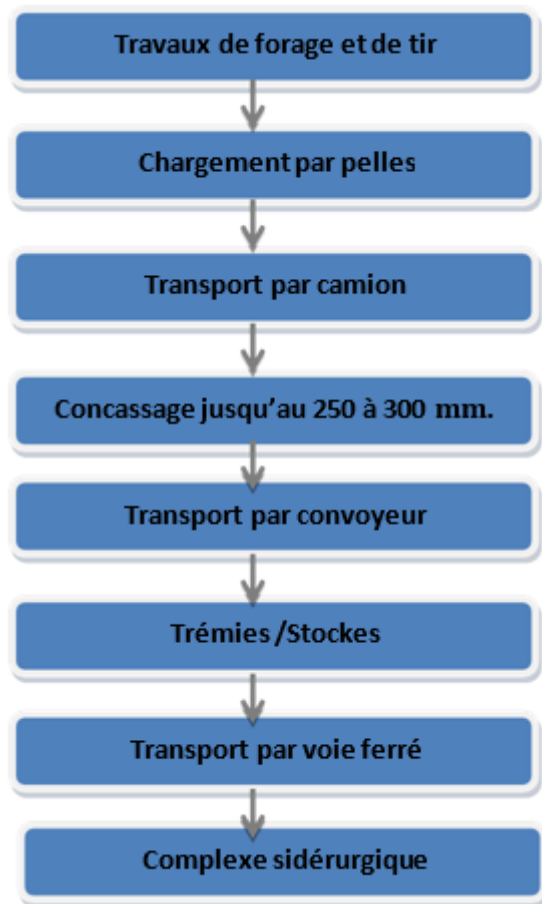 Travaux de forage et de tir
Chargement par pelles
Transport par camion
Concassage jusqu'au 250 à 300 mm.
Transport par convoyeur
Trémies /Stockes
Transport par voie ferré
Complexe sidérurgique